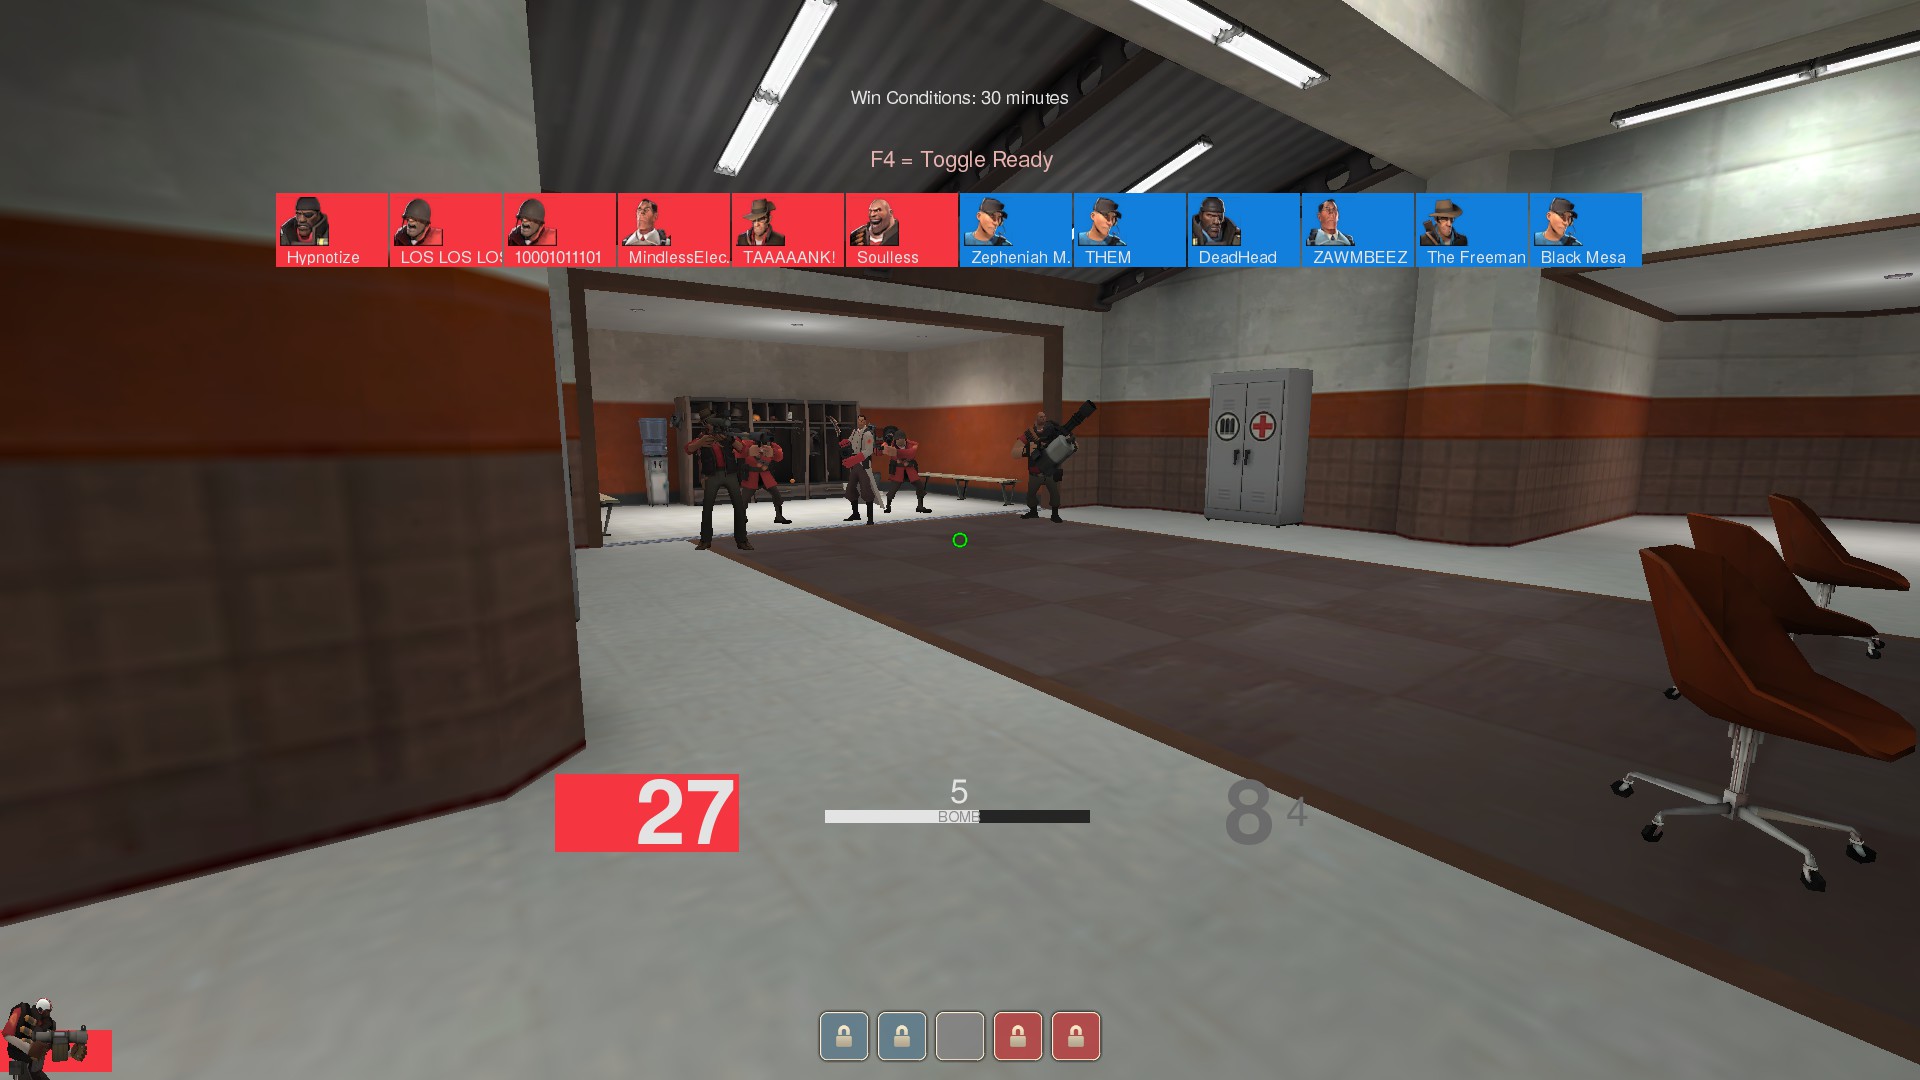 Win Conditions: 30 minutes
F4 = Toggle Ready
Hypnotize
LOS LOS LOS
10001011101
MindlessElec.
TAAAAANK!
Soulless
Zepheniah M.
THEM
DeadHead
ZAWMBEEZ
The Freeman
Black Mesa
27
5
BOMB
8 4